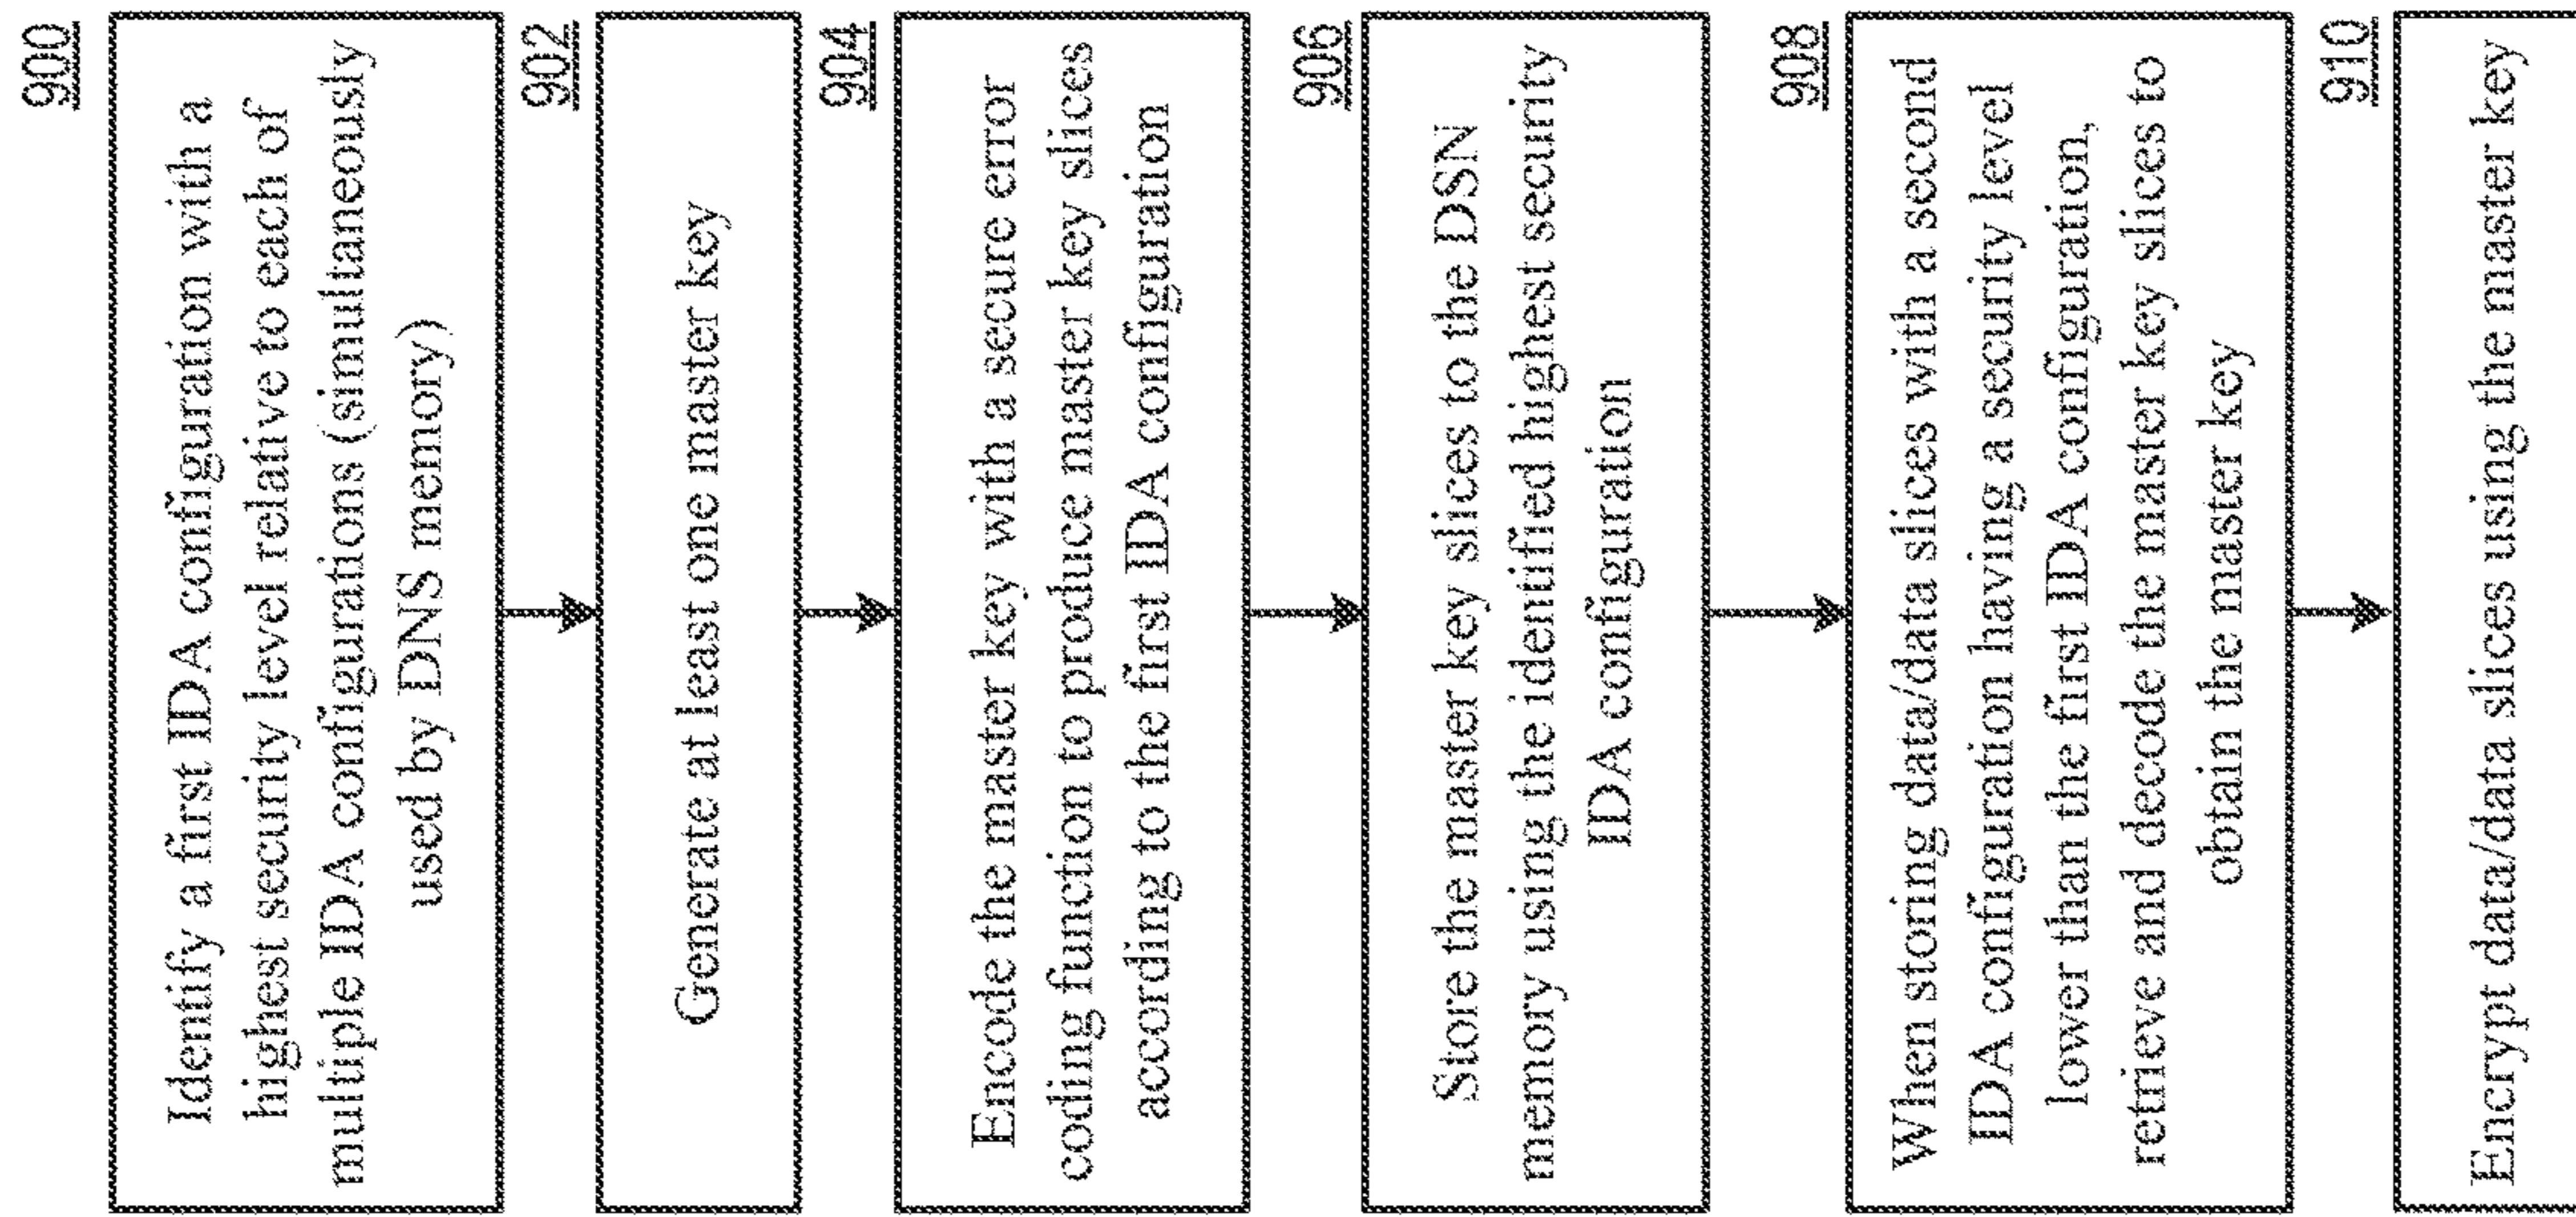 900
Identify a first IDA configuration with a
highest security level relative to each of
multiple IDA configurations (simultaneously
used by DNS memory)
902
Generate at least one master key
904
Encode the master key with a secure error
coding function to produce master key slices
according to the first IDA configuration
906
Store the master key slices to the DSN
memory using the identified highest security
IDA configuration
908
When storing data/data slices with a second
IDA configuration having a security level
lower than the first IDA configuration,
retrieve and decode the master key slices to
obtain the master key
910
Encrypt data/data slices using the master key